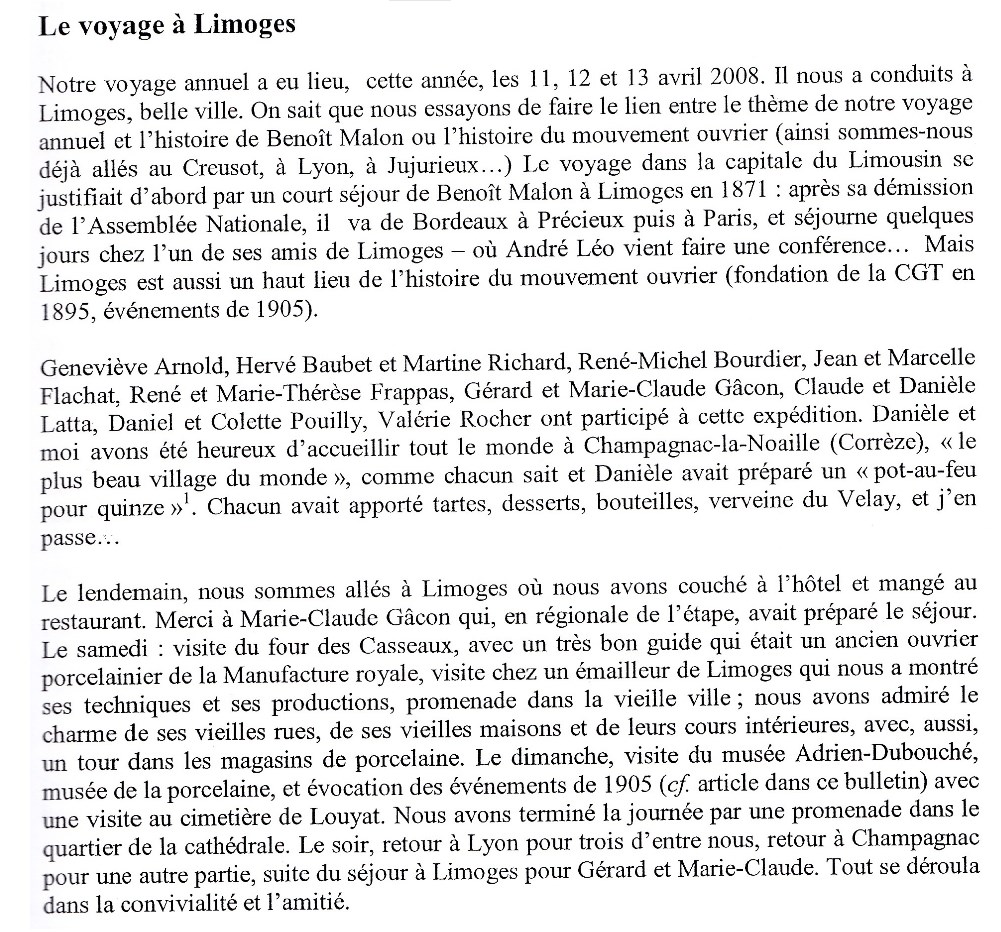 Le voyage à Limoges
Notre voyage annuel a eu lieu, cette année, les 11, 12 et 13 avril 2008. Il nous a conduits à
Limoges, belle ville. On sait que nous essayons de faire le lien entre le thème de notre voyage
annuel et l'histoire de Benoît Malon ou l'histoire du mouvement ouvrier (ainsi sommes-nous
déjà allés au Creusot, à Lyon, à Jujurieux…) Le voyage dans la capitale du Limousin se
justifiait d'abord par un court séjour de Benoît Malon à Limoges en 1871 : après sa démission
de l'Assemblée Nationale, il va de Bordeaux à Précieux puis à Paris, et séjourne quelques
jours chez l'un de ses amis de Limoges – où André Léo vient faire une conférence… Mais
Limoges est aussi un haut lieu de l'histoire du mouvement ouvrier (fondation de la CGT en
1895, événements de 1905).
Geneviève Arnold, Hervé Baubet et Martine Richard, René-Michel Bourdier, Jean et Marcelle
Flachat, René et Marie-Thérèse Frappas, Gérard et Marie-Claude Gâcon, Claude et Danièle
Latta, Daniel et Colette Pouilly, Valérie Rocher ont participé à cette expédition. Danièle et
moi avons été heureux d'accueillir tout le monde à Champagnac-la-Noaille (Corrèze), « le
plus beau village du monde », comme chacun sait et Danièle avait préparé un « pot-au-feu
pour quinze »¹. Chacun avait apporté tartes, desserts, bouteilles, verveine du Velay, et j'en
passe…
Le lendemain, nous sommes allés à Limoges où nous avons couché à l'hôtel et mangé au
restaurant. Merci à Marie-Claude Gâcon qui, en régionale de l'étape, avait préparé le séjour.
Le samedi : visite du four des Casseaux, avec un très bon guide qui était un ancien ouvrier
porcelainier de la Manufacture royale, visite chez un émailleur de Limoges qui nous a montré
ses techniques et ses productions, promenade dans la vieille ville ; nous avons admiré le
charme de ses vieilles rues, de ses vieilles maisons et de leurs cours intérieures, avec, aussi,
un tour dans les magasins de porcelaine. Le dimanche, visite du musée Adrien-Dubouché,
musée de la porcelaine, et évocation des événements de 1905 (cf. article dans ce bulletin) avec
une visite au cimetière de Louyat. Nous avons terminé la journée par une promenade dans le
quartier de la cathédrale. Le soir, retour à Lyon pour trois d'entre nous, retour à Champagnac
pour une autre partie, suite du séjour à Limoges pour Gérard et Marie-Claude. Tout se déroula
dans la convivialité et l'amitié.